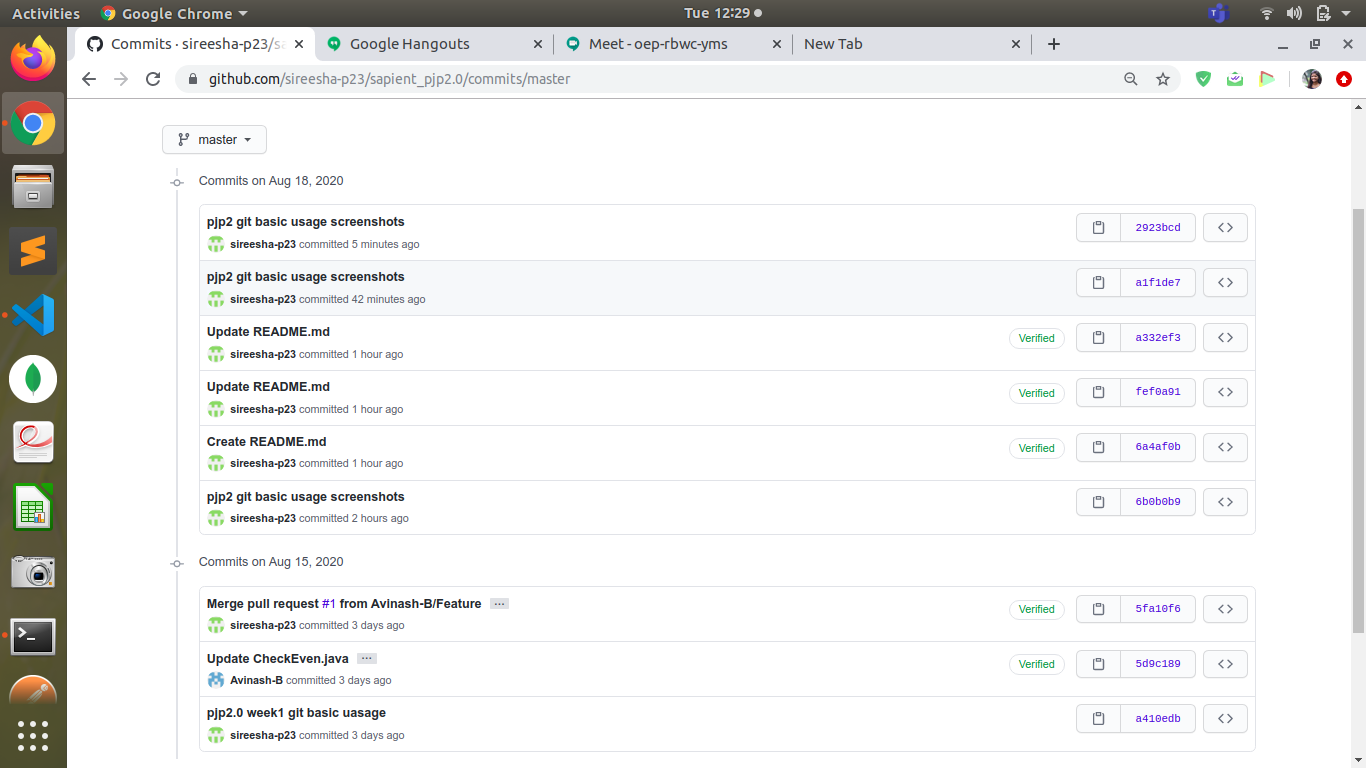 Activities Google Chrome Tue 12:29
Commits · sireesha-p23/sa Google Hangouts Meet - oep-rbwc-yms New Tab
github.com/sireesha-p23/sapient_pjp2.0/commits/master
master
Commits on Aug 18, 2020
pjp2 git basic usage screenshots
2923bcd
sireesha-p23 committed 5 minutes ago
pjp2 git basic usage screenshots
a1f1de7
sireesha-p23 committed 42 minutes ago
Update README.md
Verified a332ef3
sireesha-p23 committed 1 hour ago
Update README.md
Verified fef0a91
sireesha-p23 committed 1 hour ago
Create README.md
Verified 6a4af0b
sireesha-p23 committed 1 hour ago
pjp2 git basic usage screenshots
6b0b0b9
sireesha-p23 committed 2 hours ago
Commits on Aug 15, 2020
Merge pull request #1 from Avinash-B/Feature …
Verified 5fa10f6
sireesha-p23 committed 3 days ago
Update CheckEven.java …
Verified 5d9c189
Avinash-B committed 3 days ago
pjp2.0 week1 git basic uasage
a410edb
sireesha-p23 committed 3 days ago